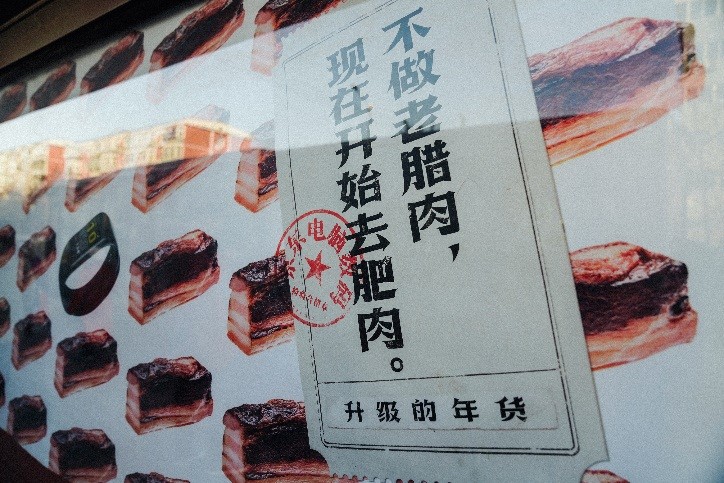 不做老腊肉，
现在开始去肥肉。
升级的年货